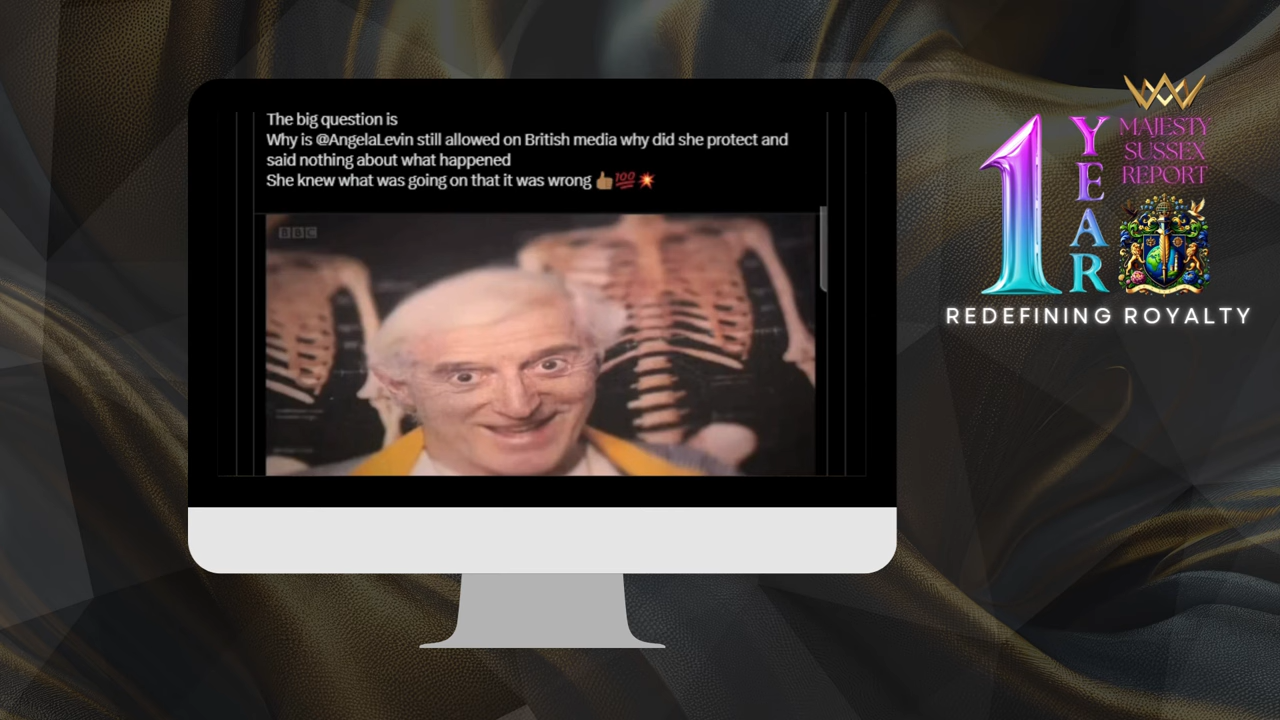 The big question is
Why is @AngelaLevin still allowed on British media why did she protect and
said nothing about what happened
She knew what was going on that it was wrong 👍🏽💯💥
BBC
1
YEAR
MAJESTY
SUSSEX
REPORT
REDEFINING ROYALTY